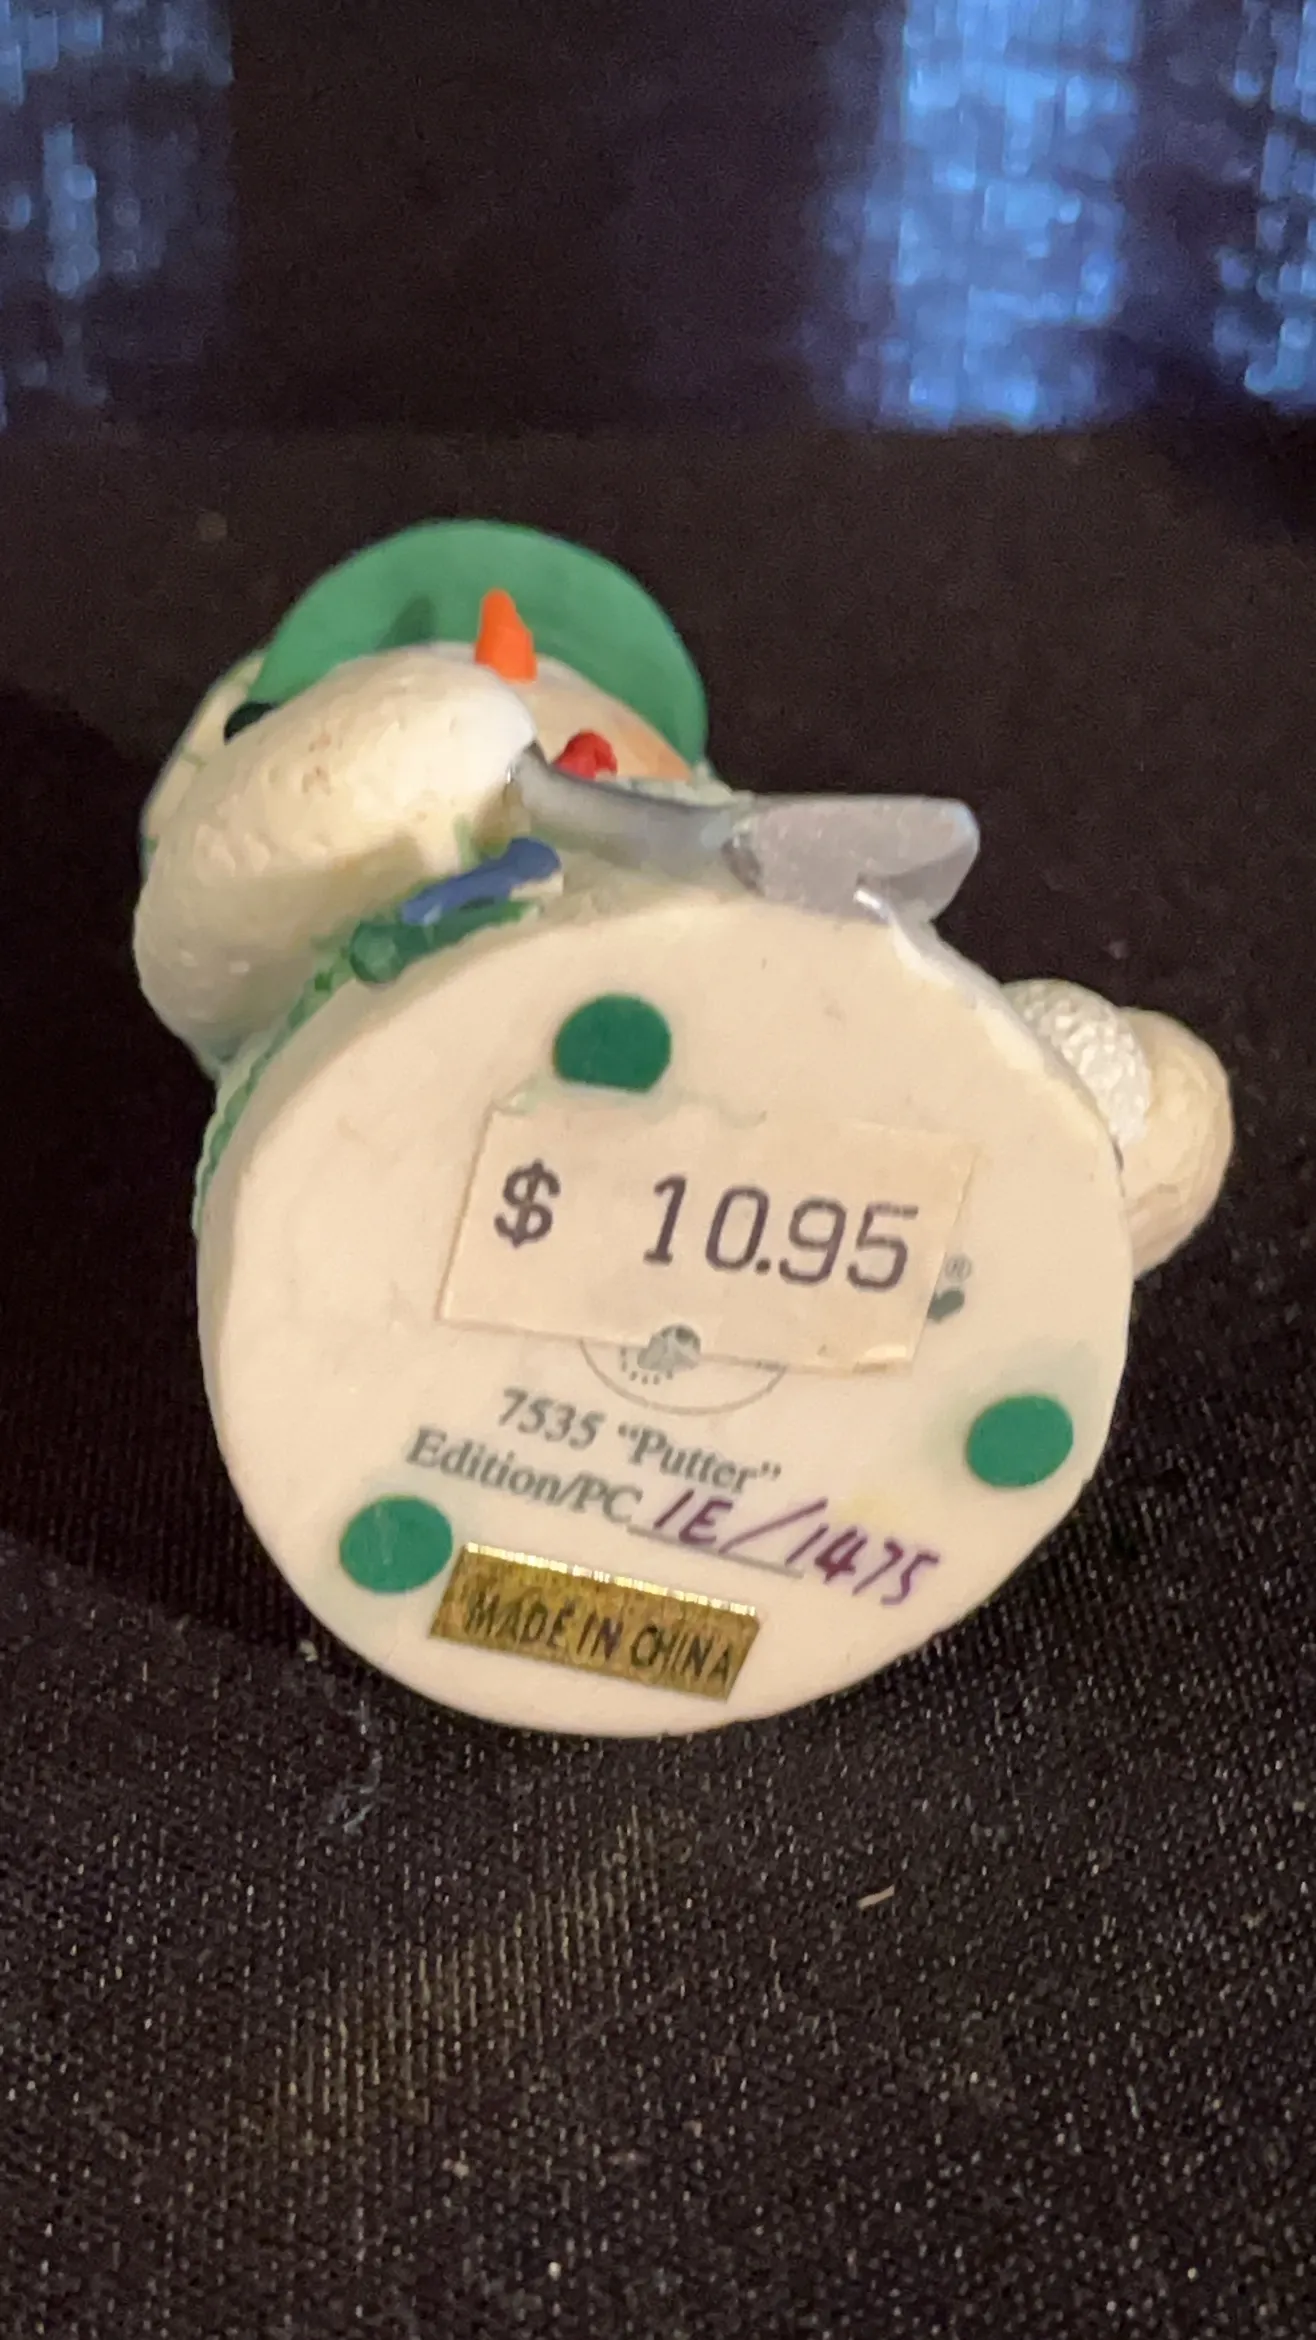 $ 10.95
®
7535 “Putter”
Edition/PC 1E/1475
MADE IN CHINA